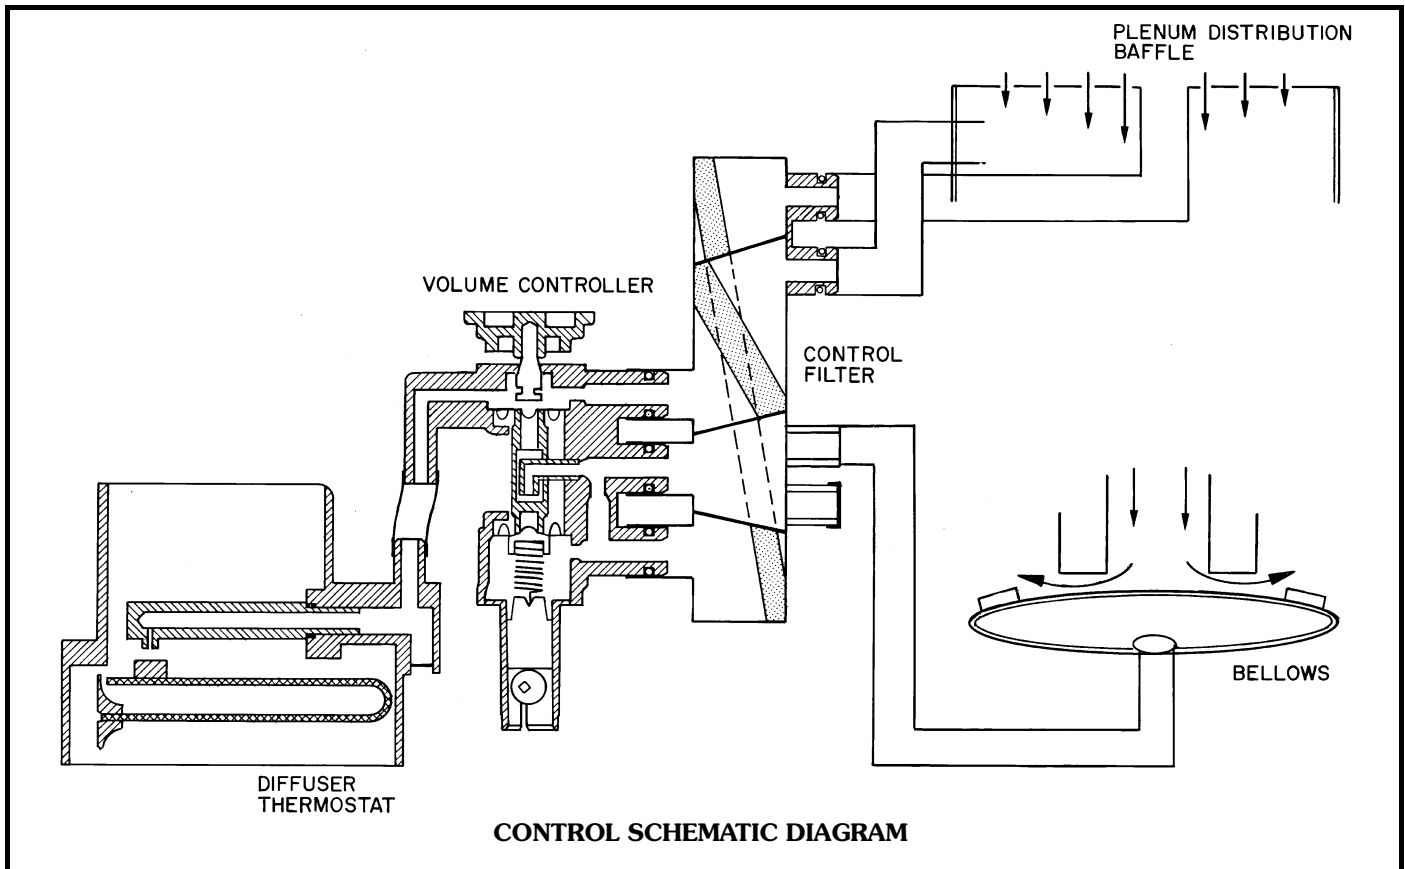 PLENUM DISTRIBUTION
BAFFLE
VOLUME CONTROLLER
CONTROL
FILTER
BELLOWS
DIFFUSER
THERMOSTAT
CONTROL SCHEMATIC DIAGRAM